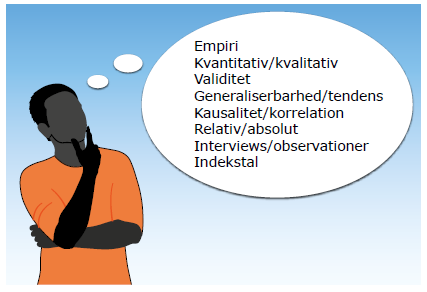 Empiri
Kvantitativ/kvalitativ
Validitet
Generaliserbarhed/tendens
Kausalitet/korrelation
Relativ/absolut
Interviews/observationer
Indekstal